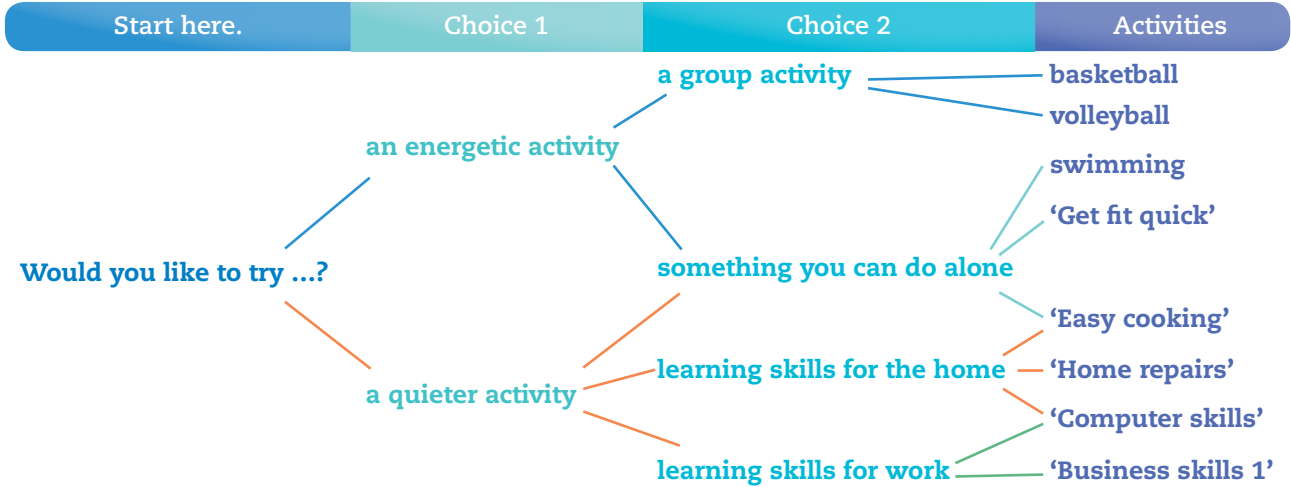 Start here.
Choice 1
Choice 2
Activities
a group activity
basketball
volleyball
an energetic activity
swimming
‘Get fit quick’
Would you like to try ...?
something you can do alone
‘Easy cooking’
learning skills for the home
‘Home repairs’
a quieter activity
‘Computer skills’
learning skills for work
‘Business skills 1’